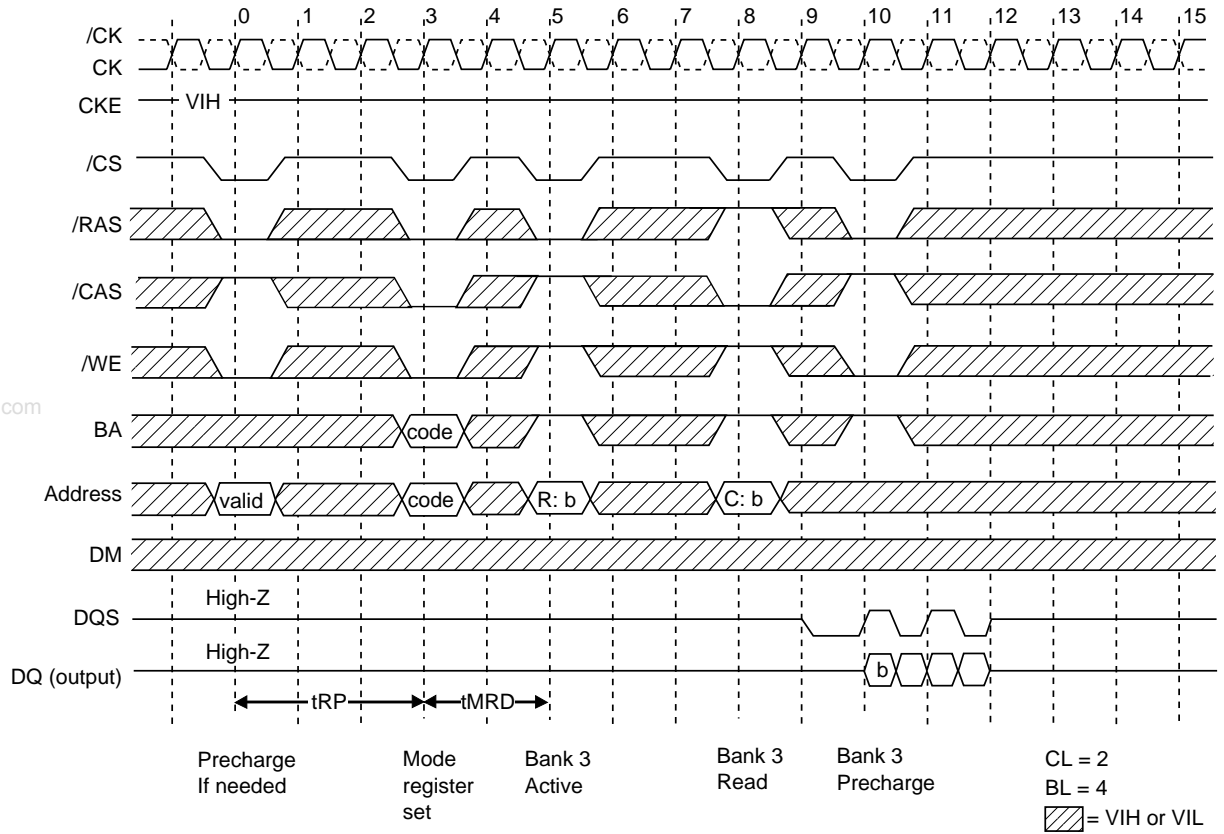 0 1 2 3 4 5 6 7 8 9 10 11 12 13 14 15
/CK
CK
CKE VIH
/CS
/RAS
/CAS
/WE
com
BA code
Address valid code R: b C: b
DM
High-Z
DQS
High-Z
DQ (output) b
tRP tMRD
Precharge
If needed
Mode
register
set
Bank 3
Active
Bank 3
Read
Bank 3
Precharge
CL = 2
BL = 4
= VIH or VIL